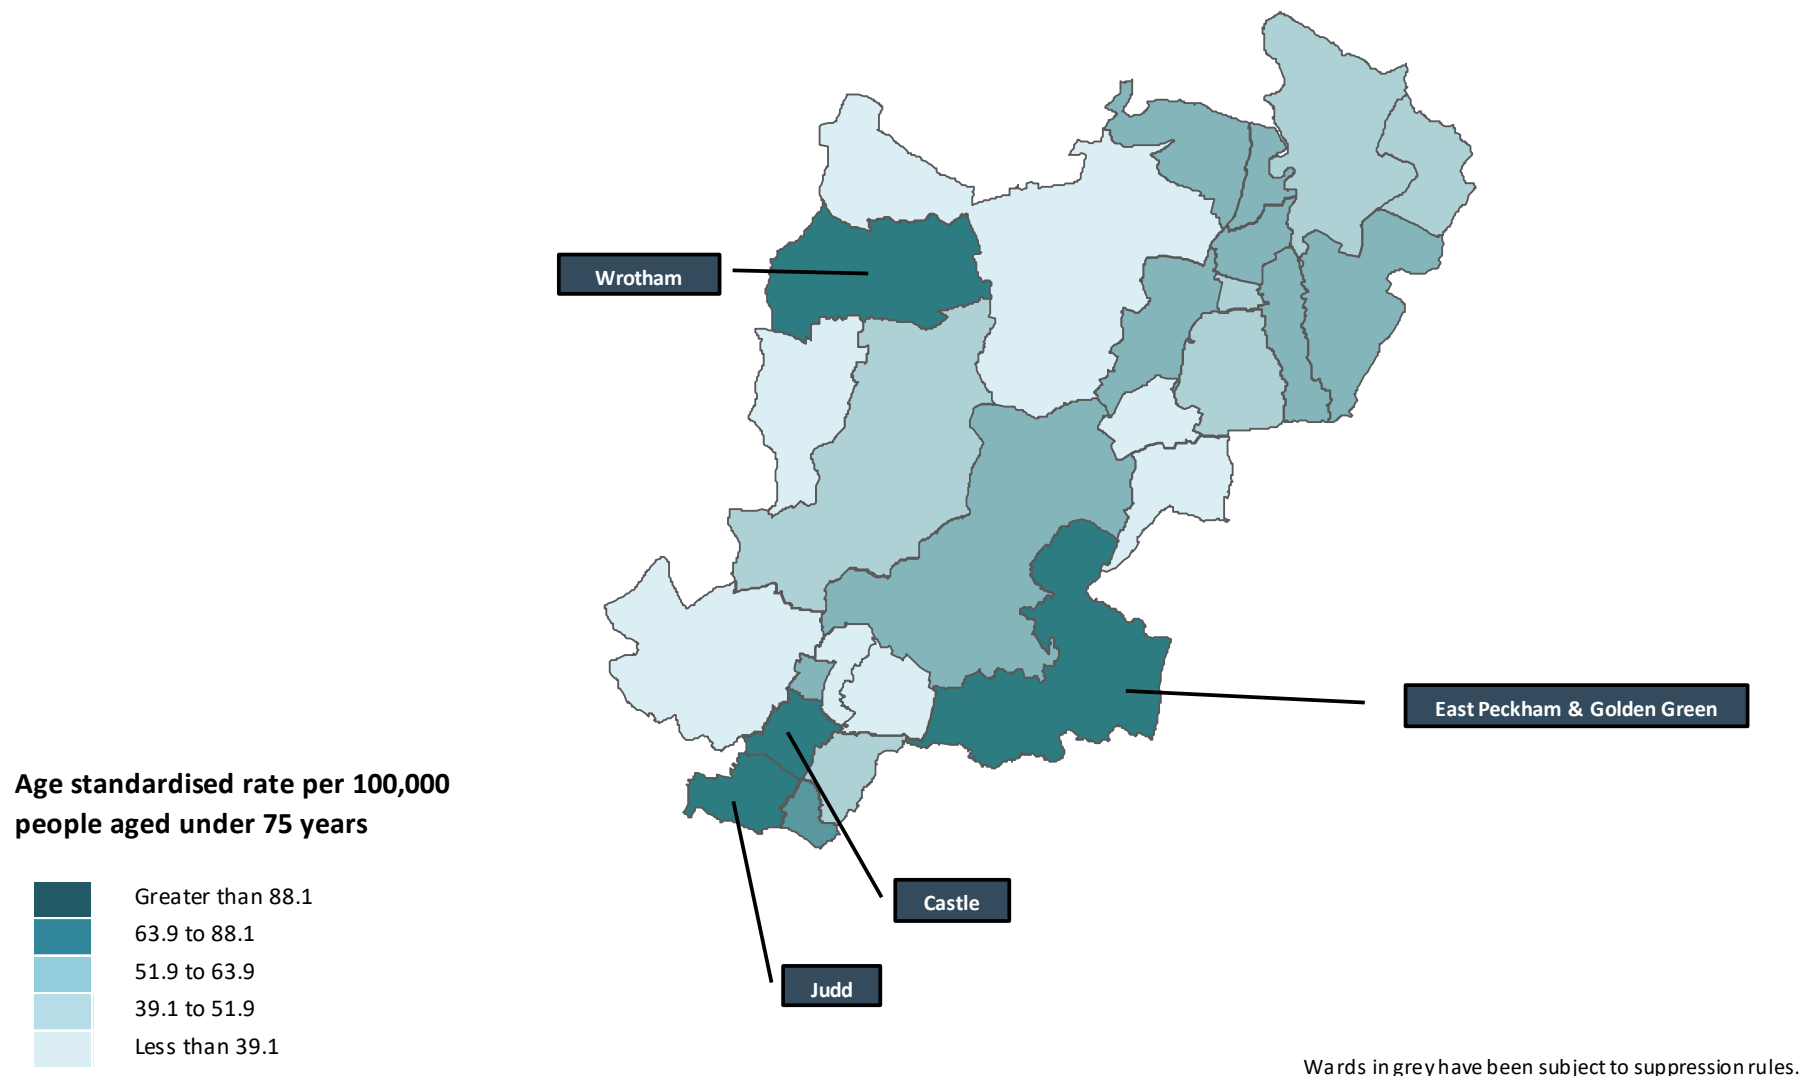 Wrotham
East Peckham & Golden Green
Age standardised rate per 100,000
people aged under 75 years
Greater than 88.1
63.9 to 88.1
51.9 to 63.9
39.1 to 51.9
Less than 39.1
Castle
Judd
Wards in grey have been subject to suppression rules.